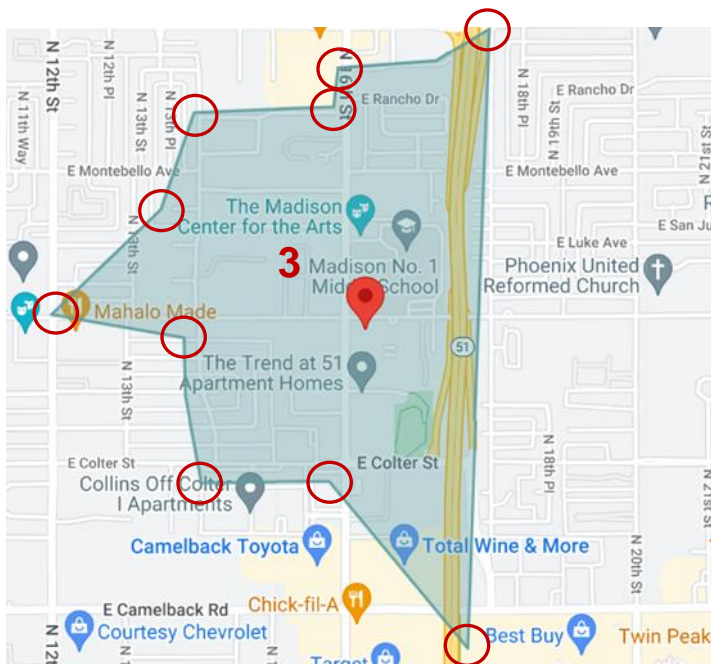 N 12th St
N 12th Pl
N 11th Way
N 13th St
N 13th Pl
N 16th St
E Rancho Dr
N 18th Pl
N 19th St
E Rancho Dr
N 21st S
E Montebello Ave
E Montebello Ave
R
N 13th St
The Madison
Center for the Arts
3
E San Ju
E Luke Ave
Madison No. 1
Middle School
Phoenix United
Reformed Church
Mahalo Made
51
The Trend at 51
Apartment Homes
N 13th St
E Colter St
E Colter St
N 18th Pl
N 20th St
N 21st St
Collins Off Colter
I Apartments
Camelback Toyota
Total Wine & More
E Camelback Rd
Chick-fil-A
N 12t
Courtesy Chevrolet
Best Buy
Twin Peak
Target